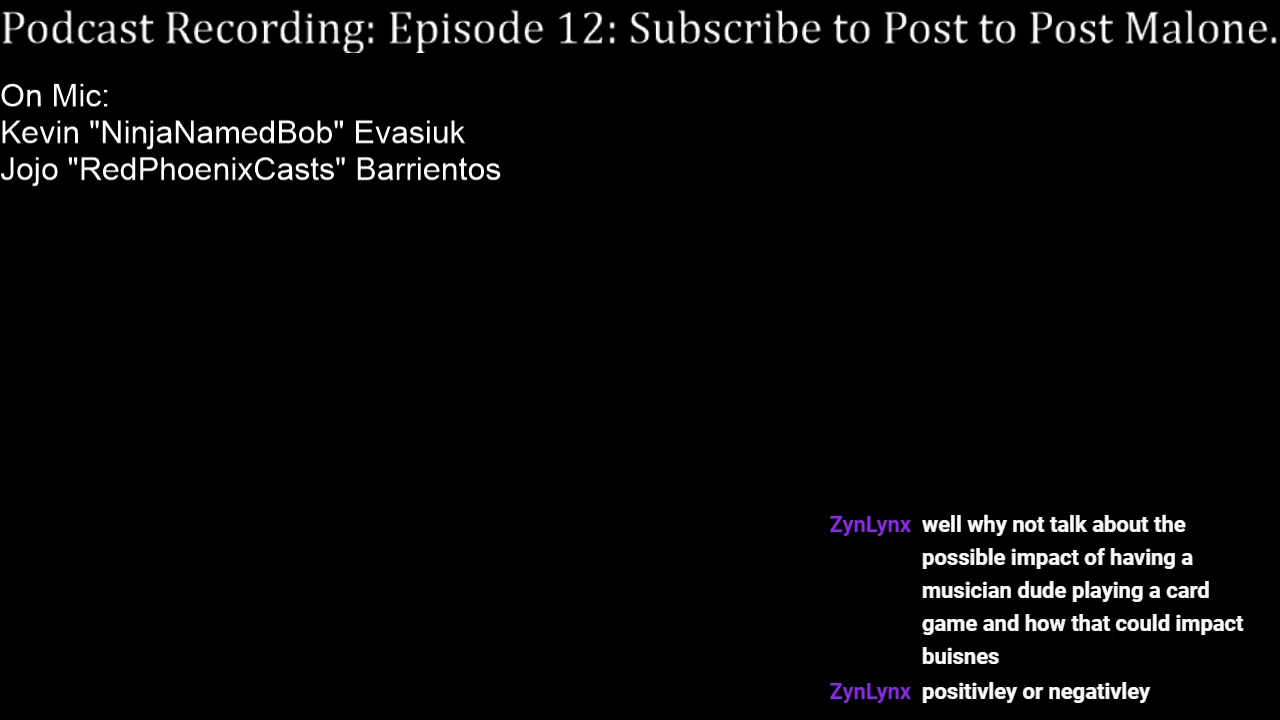 Podcast Recording: Episode 12: Subscribe to Post to Post Malone.
On Mic:
Kevin "NinjaNamedBob" Evasiuk
Jojo "RedPhoenixCasts" Barrientos
ZynLynx well why not talk about the
possible impact of having a
musician dude playing a card
game and how that could impact
buisnes
ZynLynx positivley or negativley